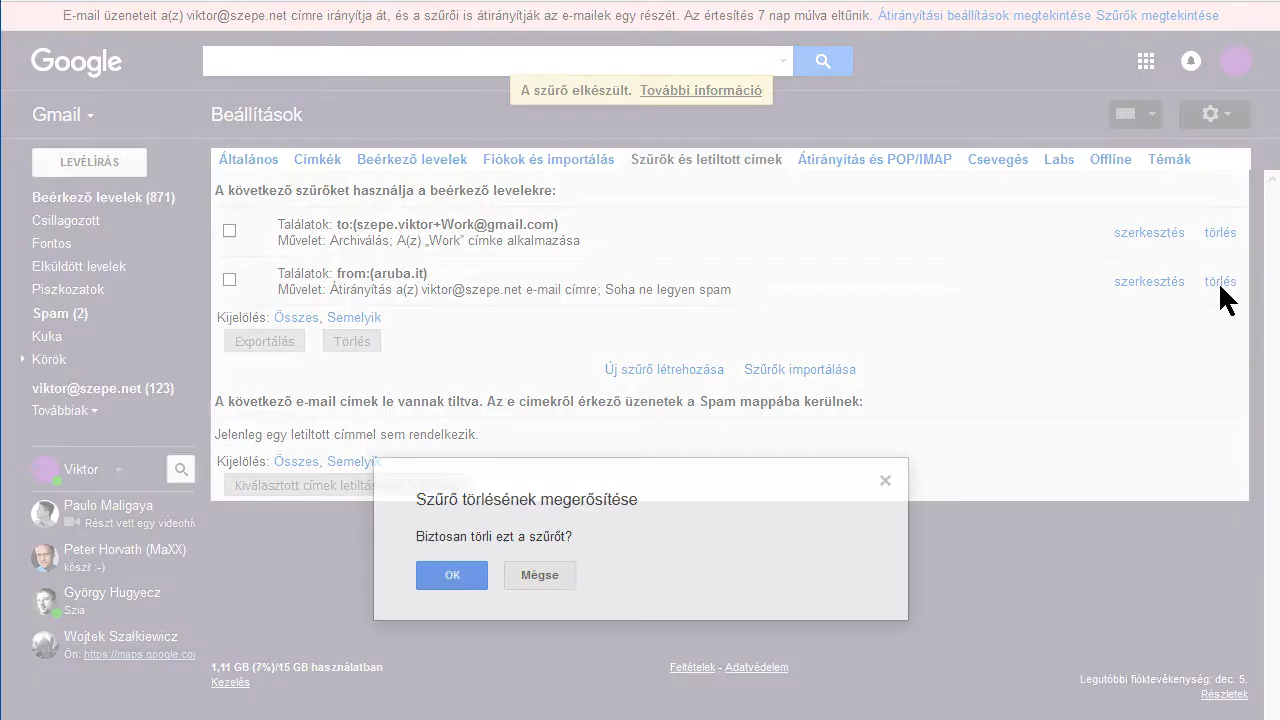 E-mail üzeneteit a(z) viktor@szepe.net címre irányítja át, és a szűrői is átirányítják az e-mailek egy részét. Az értesítés 7 nap múlva eltűnik. Átirányítási beállítások megtekintése Szűrők megtekintése
Google
A szűrő elkészült. További információ
Gmail
Beállítások
LEVÉLÍRÁS
Beérkező levelek (871)
Csillagozott
Fontos
Elküldött levelek
Piszkozatok
Spam (2)
Kuka
Körök
viktor@szepe.net (123)
Továbbiak
Viktor
Paulo Maligaya
Részt vett egy videohív
Peter Horvath (MaXX)
köszi! :-)
György Hugyecz
Szia
Wojtek Szałkiewicz
Ön: https://maps.google.co
Általános Címkék Beérkező levelek Fiókok és importálás Szűrők és letiltott címek Átirányítás és POP/IMAP Csevegés Labs Offline Témák
A következő szűrőket használja a beérkező levelekre:
Találatok: to:(szepe.viktor+Work@gmail.com)
Művelet: Archiválás, A(z) „Work” címke alkalmazása
szerkesztés törlés
Találatok: from:(aruba.it)
Művelet: Átirányítás a(z) viktor@szepe.net e-mail címre; Soha ne legyen spam
szerkesztés törlés
Kijelölés: Összes, Semelyik
Exportálás Törlés
Új szűrő létrehozása Szűrők importálása
A következő e-mail címek le vannak tiltva. Az e címekről érkező üzenetek a Spam mappába kerülnek:
Jelenleg egy letiltott címmel sem rendelkezik.
Kijelölés: Összes, Semelyik
Kiválasztott címek
Szűrő törlésének megerősítése
Biztosan törli ezt a szűrőt?
OK Mégse
1,11 GB (7%)/15 GB használatban
Kezelés
Feltételek - Adatvédelem
Legutóbbi fióktevékenység: dec. 5.
Részletek